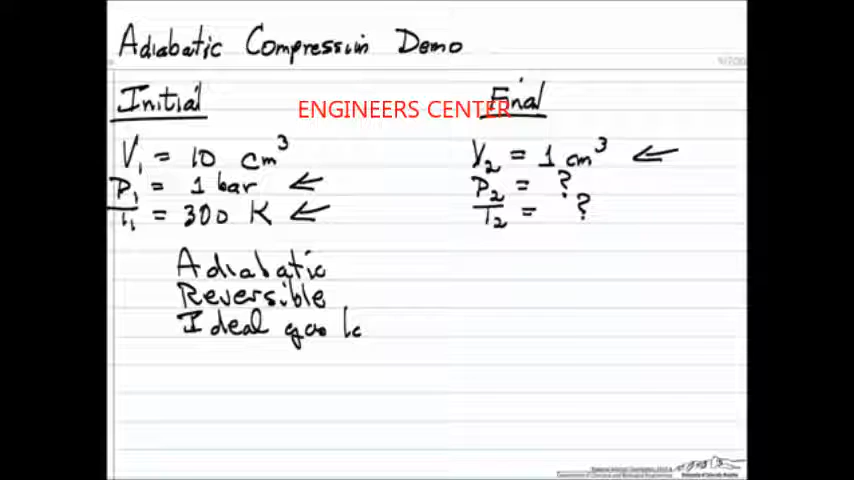 Adiabatic Compression Demo
Initial
ENGINEERS CENTER
Final
V₁ = 10 cm³
V₂ = 1 cm³ ←
P₁ = 1 bar ←
P₂ = ?
T₁ = 300 K ←
T₂ = ?
Adiabatic
Reversible
Ideal gas la